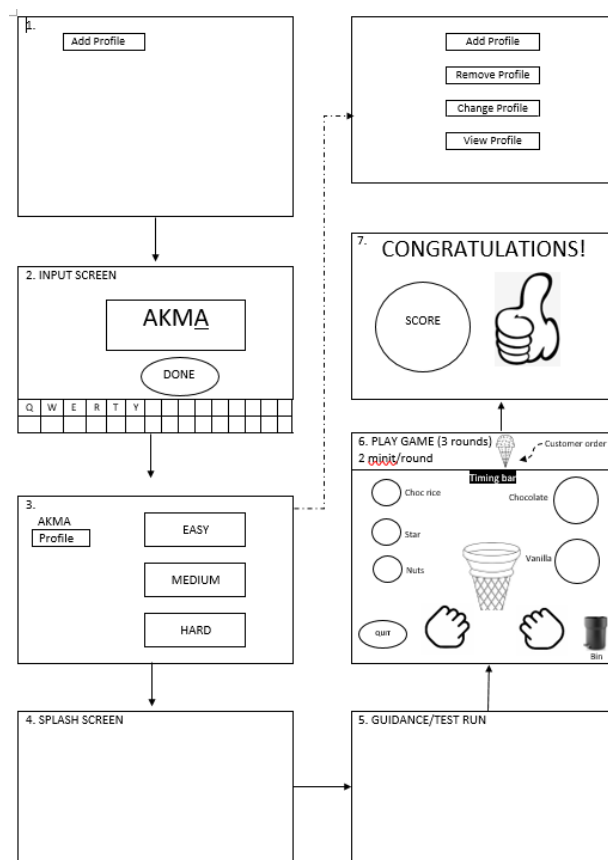 1.
Add Profile
2. INPUT SCREEN
AKMA
DONE
Q W E R T Y
3.
AKMA
Profile
EASY
MEDIUM
HARD
4. SPLASH SCREEN
5. GUIDANCE/TEST RUN
6. PLAY GAME (3 rounds)
2 minit/round
Customer order
Timing bar
Choc rice
Chocolate
Star
Vanilla
Nuts
QUIT
Bin
7.
CONGRATULATIONS!
SCORE
Add Profile
Remove Profile
Change Profile
View Profile